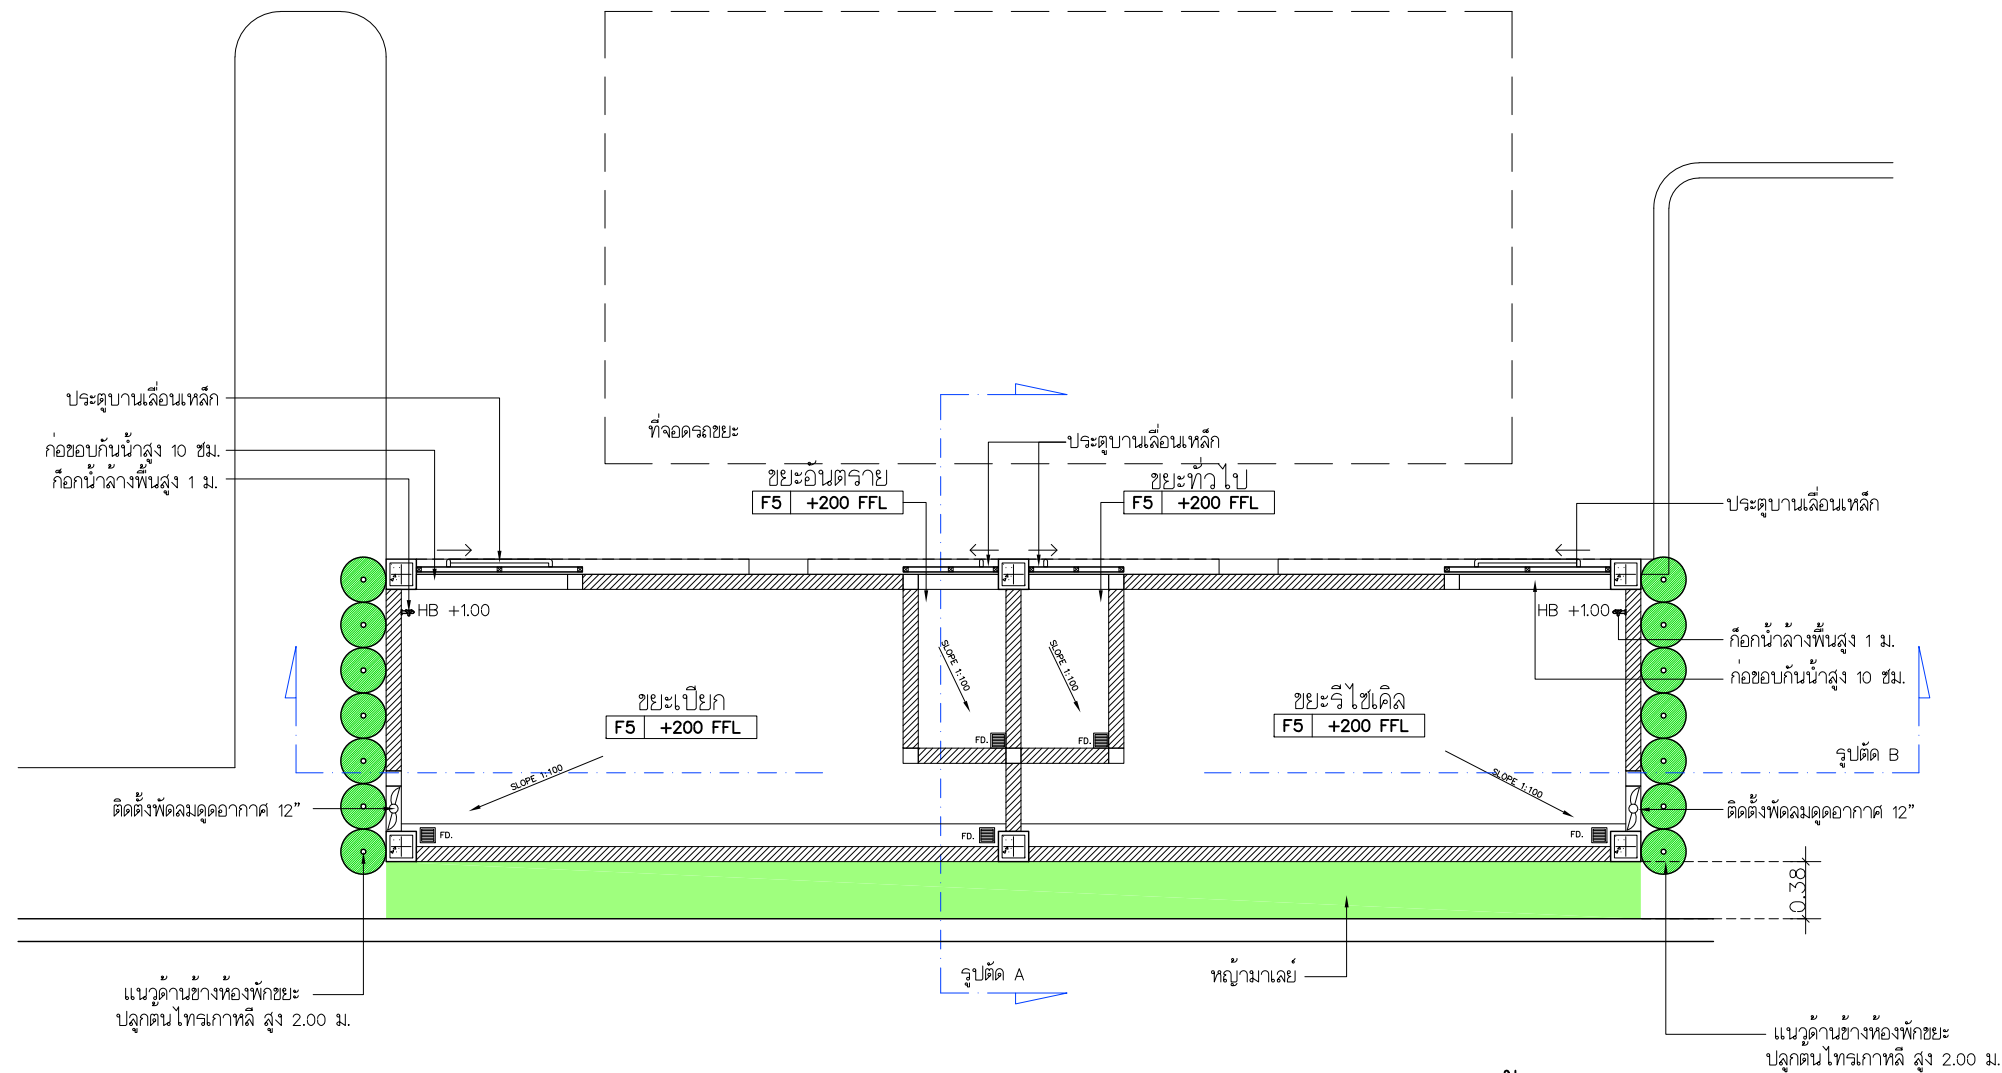 ประตูบานเลื่อนเหล็ก
ก่อขอบกันน้ำสูง 10 ซม.
ก็อกน้ำล้างพื้นสูง 1 ม.
ที่จอดรถขยะ
ประตูบานเลื่อนเหล็ก
ขยะอันตราย
F5 +200 FFL
ขยะทั่วไป
F5 +200 FFL
ประตูบานเลื่อนเหล็ก
HB +1.00
HB +1.00
ก็อกน้ำล้างพื้นสูง 1 ม.
ก่อขอบกันน้ำสูง 10 ซม.
SLOPE 1:100
SLOPE 1:100
ขยะเปียก
F5 +200 FFL
ขยะรีไซเคิล
F5 +200 FFL
FD.
FD.
รูปตัด B
SLOPE 1:100
SLOPE 1:100
ติดตั้งพัดลมดูดอากาศ 12”
ติดตั้งพัดลมดูดอากาศ 12”
FD.
FD.
FD.
0.38
รูปตัด A
หญ้ามาเลย์
แนวด้านข้างห้องพักขยะ
ปลูกต้นไทรเกาหลี สูง 2.00 ม.
แนวด้านข้างห้องพักขยะ
ปลูกต้นไทรเกาหลี สูง 2.00 ม.